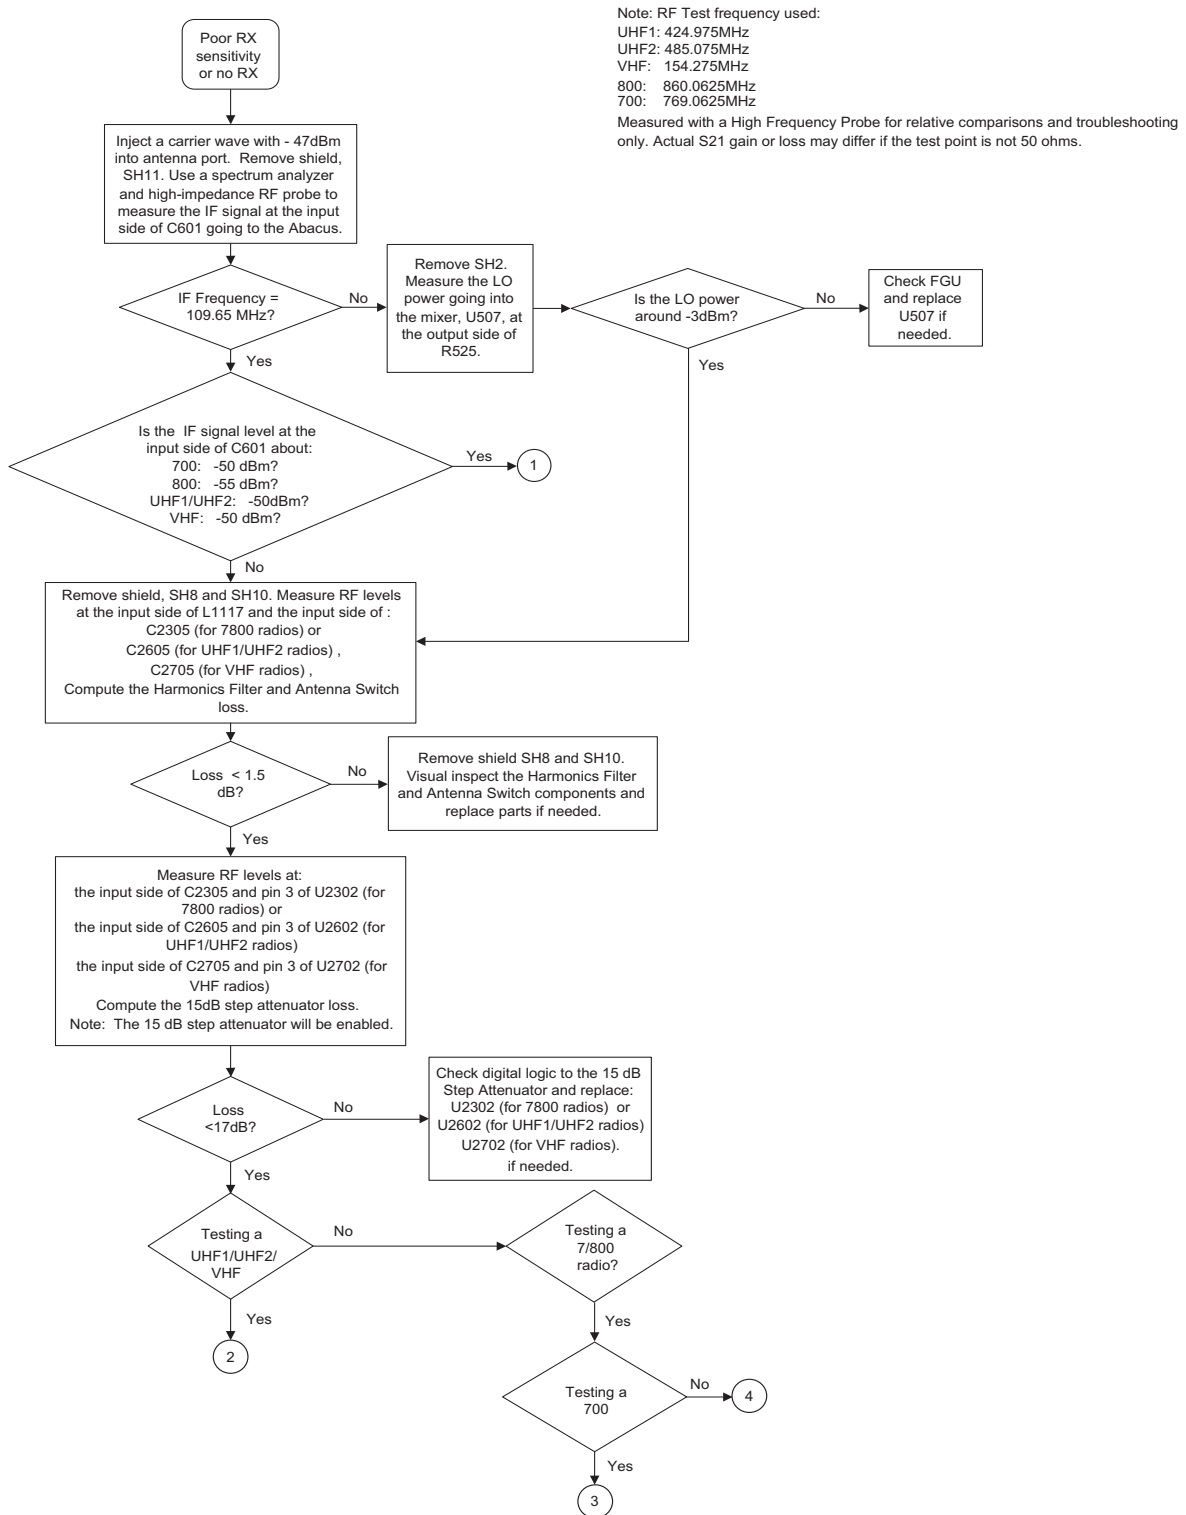 Note: RF Test frequency used:
UHF1: 424.975MHz
UHF2: 485.075MHz
VHF: 154.275MHz
800: 860.0625MHz
700: 769.0625MHz
Measured with a High Frequency Probe for relative comparisons and troubleshooting
only. Actual S21 gain or loss may differ if the test point is not 50 ohms.
Poor RX
sensitivity
or no RX
Inject a carrier wave with - 47dBm
into antenna port. Remove shield,
SH11. Use a spectrum analyzer
and high-impedance RF probe to
measure the IF signal at the input
side of C601 going to the Abacus.
IF Frequency =
109.65 MHz?
No
Remove SH2.
Measure the LO
power going into
the mixer, U507, at
the output side of
R525.
Is the LO power
around -3dBm?
No
Check FGU
and replace
U507 if
needed.
Yes
Yes
Is the IF signal level at the
input side of C601 about:
700: -50 dBm?
800: -55 dBm?
UHF1/UHF2: -50dBm?
VHF: -50 dBm?
Yes
1
No
Remove shield, SH8 and SH10. Measure RF levels
at the input side of L1117 and the input side of :
C2305 (for 7800 radios) or
C2605 (for UHF1/UHF2 radios) ,
C2705 (for VHF radios) ,
Compute the Harmonics Filter and Antenna Switch
loss.
Loss < 1.5
dB?
No
Remove shield SH8 and SH10.
Visual inspect the Harmonics Filter
and Antenna Switch components and
replace parts if needed.
Yes
Measure RF levels at:
the input side of C2305 and pin 3 of U2302 (for
7800 radios) or
the input side of C2605 and pin 3 of U2602 (for
UHF1/UHF2 radios)
the input side of C2705 and pin 3 of U2702 (for
VHF radios)
Compute the 15dB step attenuator loss.
Note: The 15 dB step attenuator will be enabled.
Loss
<17dB?
No
Check digital logic to the 15 dB
Step Attenuator and replace:
U2302 (for 7800 radios) or
U2602 (for UHF1/UHF2 radios)
U2702 (for VHF radios).
if needed.
Yes
Testing a
UHF1/UHF2/
VHF
No
Testing a
7/800
radio?
Yes
2
Yes
Testing a
700
No
4
Yes
3